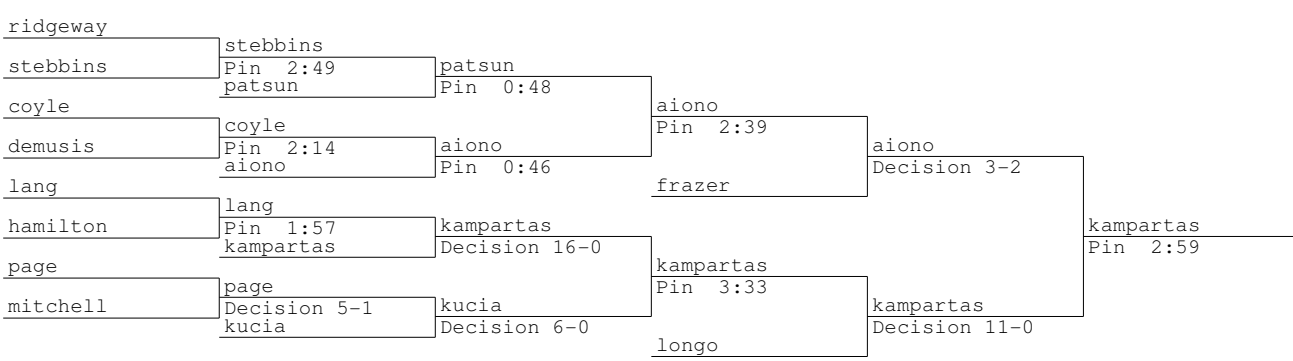 ridgeway
stebbins
stebbins
Pin 2:49
patsun
patsun
Pin 0:48
coyle
demusis
coyle
Pin 2:14
aiono
aiono
Pin 0:46
aiono
Pin 2:39
frazer
aiono
Decision 3-2
lang
hamilton
lang
Pin 1:57
kampartas
kampartas
Decision 16-0
page
mitchell
page
Decision 5-1
kucia
kucia
Decision 6-0
kampartas
Pin 3:33
longo
kampartas
Decision 11-0
kampartas
Pin 2:59